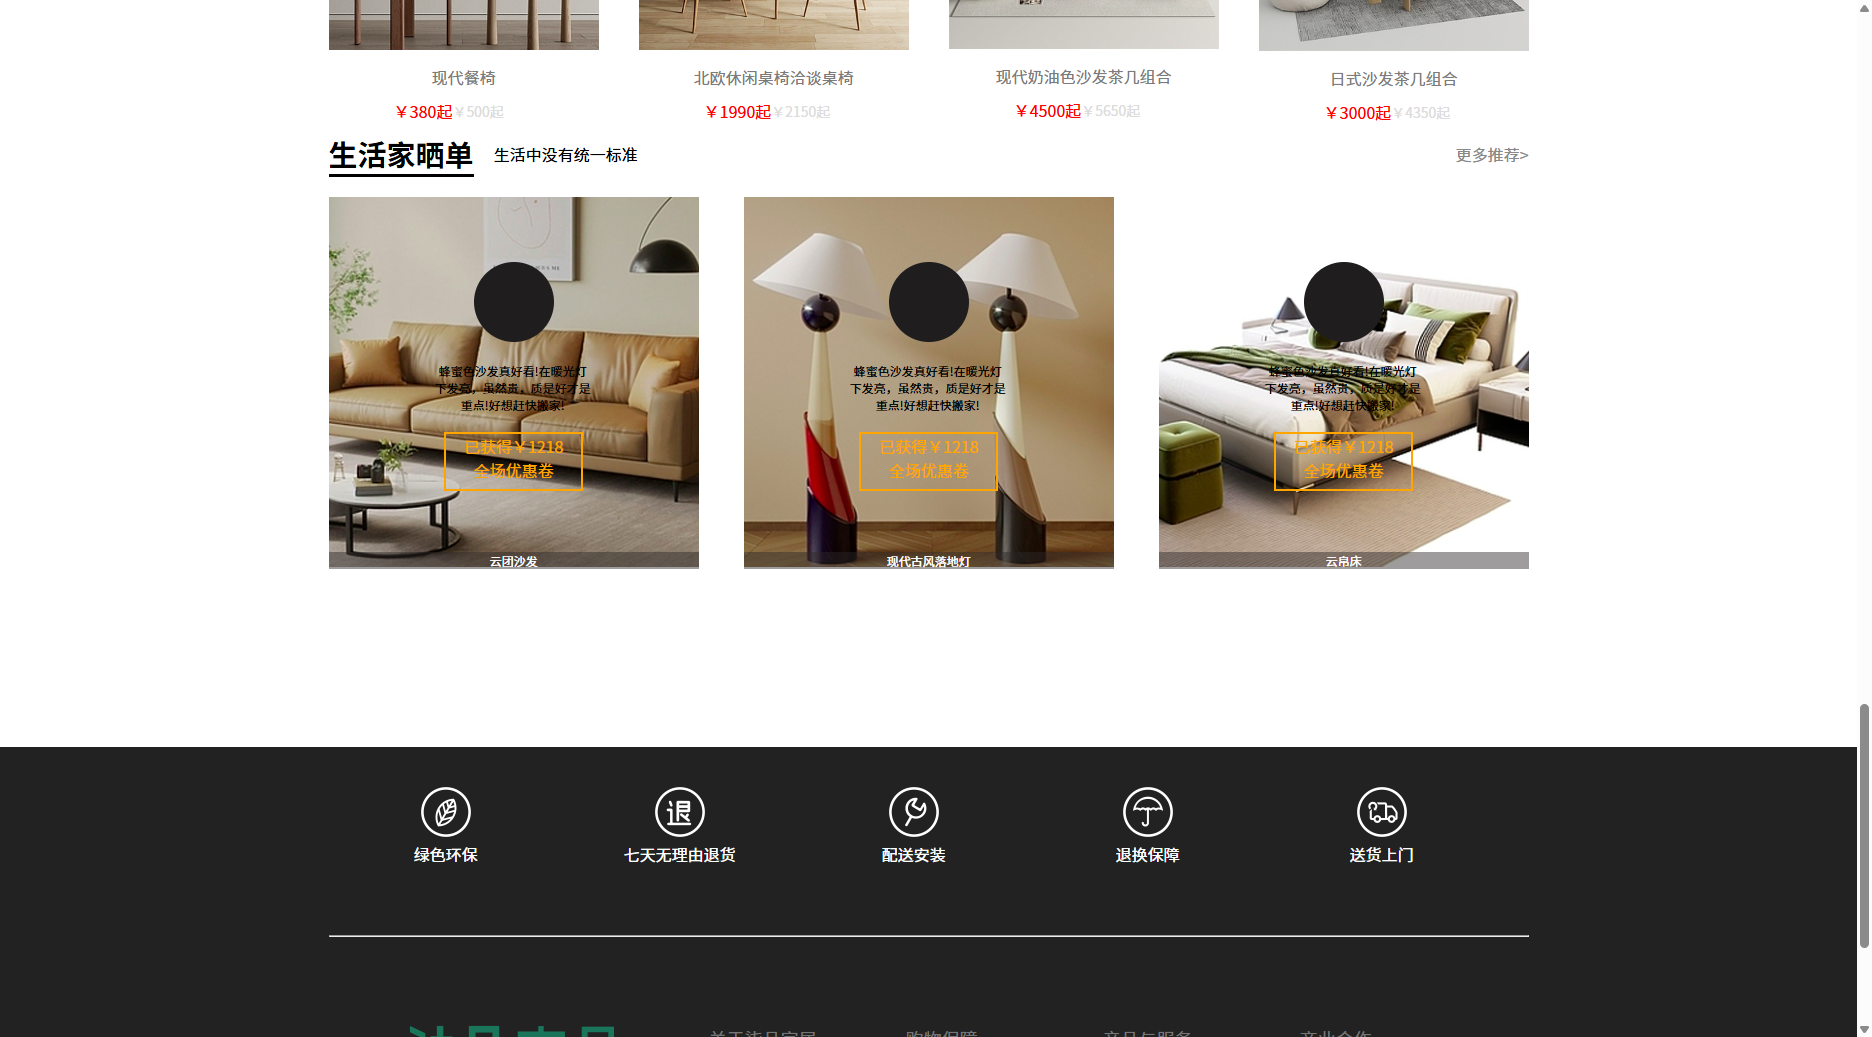 现代餐椅
北欧休闲桌椅洽谈桌椅
现代奶油色沙发茶几组合
日式沙发茶几组合
￥380起￥500起
￥1990起￥2150起
￥4500起￥5650起
￥3000起￥4350起
生活家晒单
生活中没有统一标准
更多推荐>
蜂蜜色沙发真好看!在暖光灯
下发亮，虽然贵，质是好才是
重点!好想赶快搬家!
已获得￥1218
全场优惠卷
云团沙发
蜂蜜色沙发真好看!在暖光灯
下发亮，虽然贵，质是好才是
重点!好想赶快搬家!
已获得￥1218
全场优惠卷
现代古风落地灯
蜂蜜色沙发真好看!在暖光灯
下发亮，虽然贵，质是好才是
重点!好想赶快搬家!
已获得￥1218
全场优惠卷
云帛床
绿色环保
退
七天无理由退货
配送安装
退换保障
送货上门